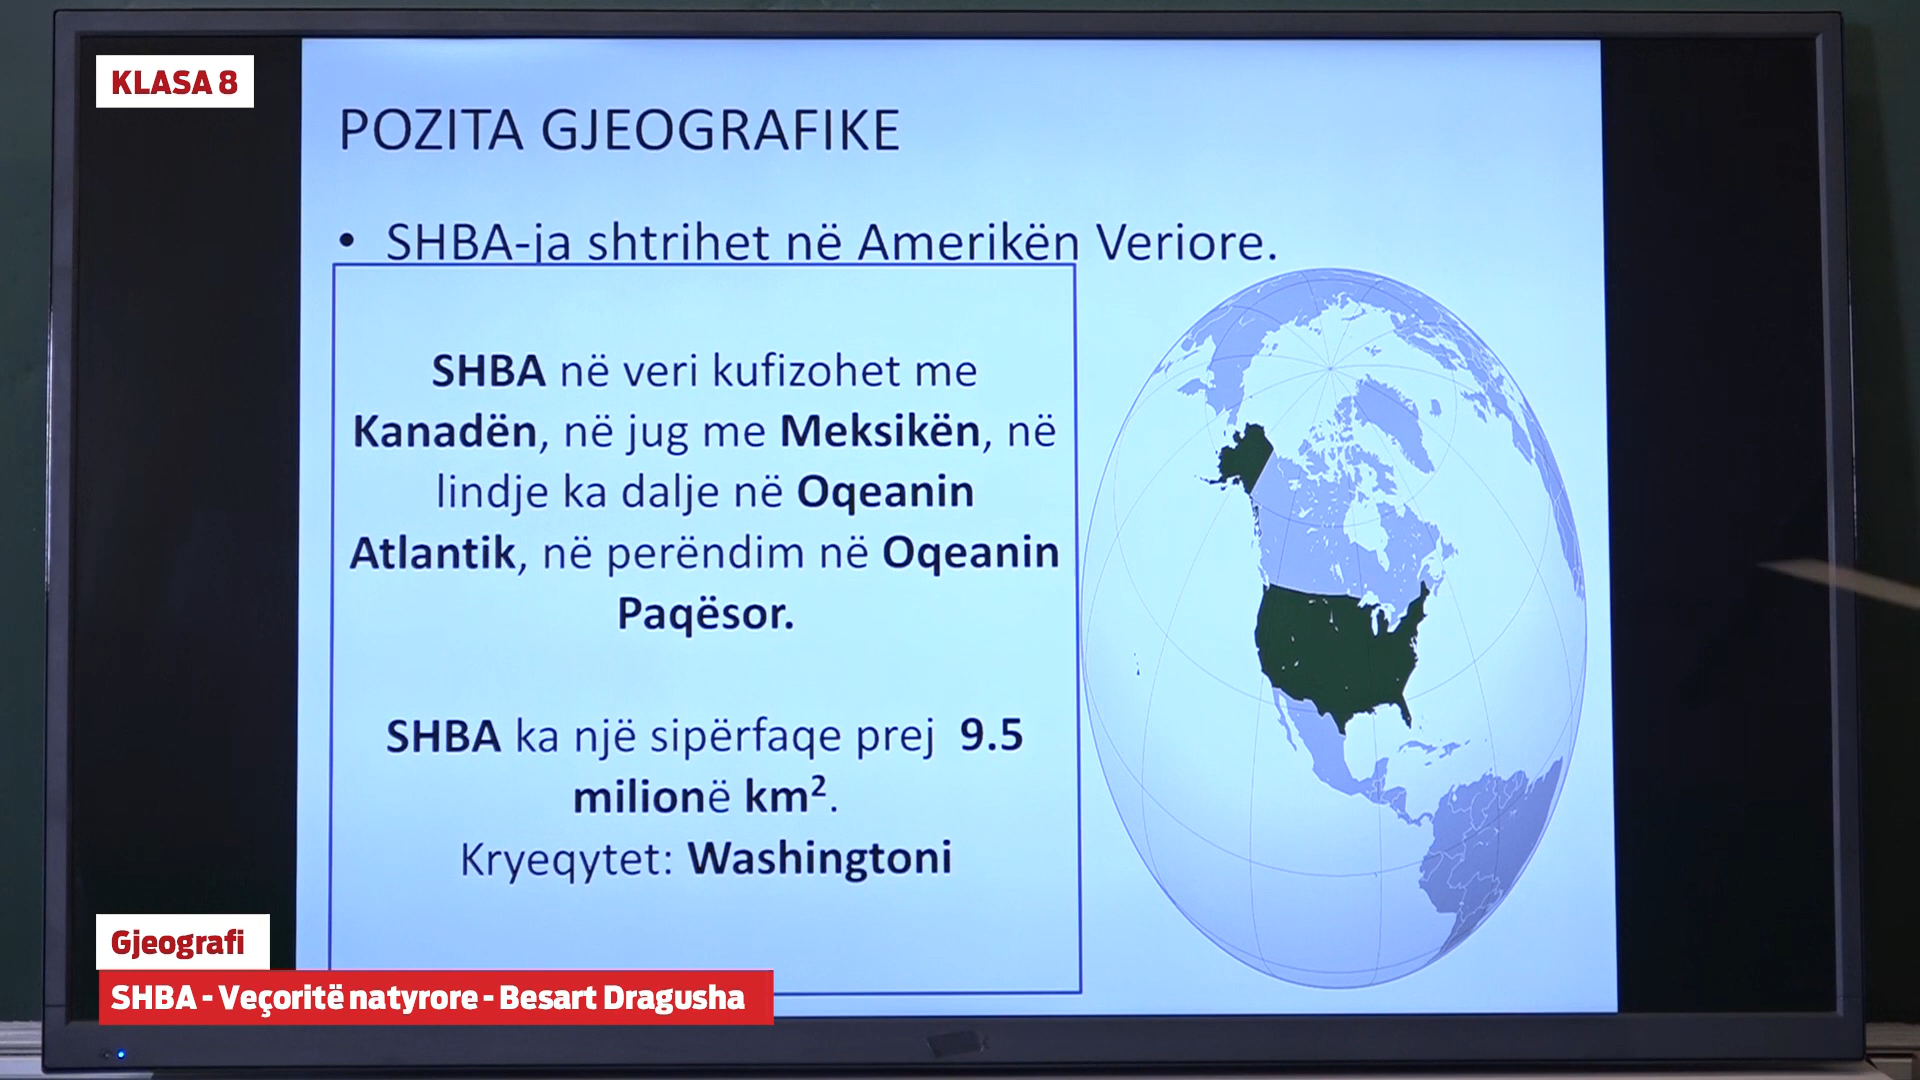 KLASA 8
POZITA GJEOGRAFIKE
• SHBA-ja shtrihet në Amerikën Veriore.
SHBA në veri kufizohet me
Kanadën, në jug me Meksikën, në
lindje ka dalje në Oqeanin
Atlantik, në perëndim në Oqeanin
Paqësor.
SHBA ka një sipërfaqe prej 9.5
milionë km².
Kryeqytet: Washingtoni
Gjeografi
SHBA - Veçoritë natyrore - Besart Dragusha